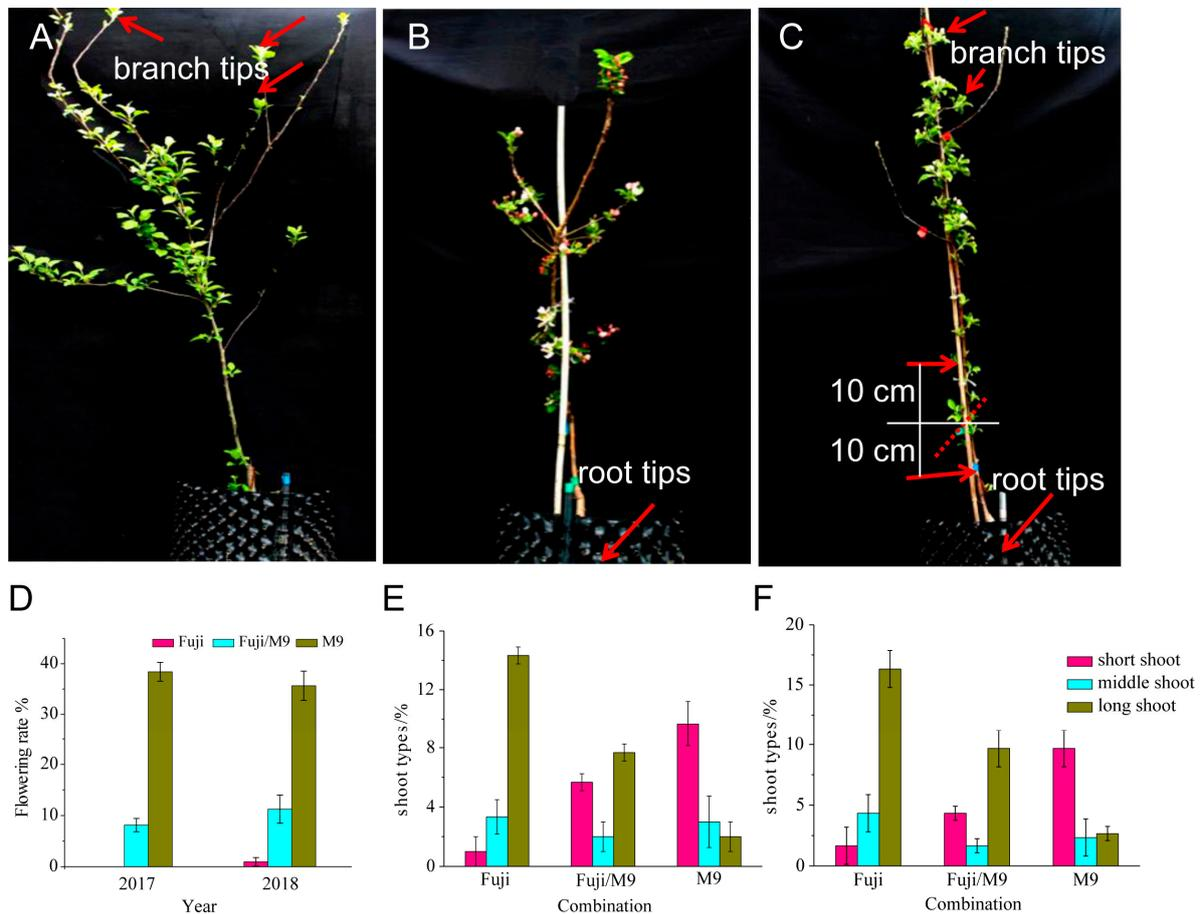 A
branch tips
B
root tips
C
branch tips
10 cm
10 cm
root tips
D
Fuji Fuji/M9 M9
Flowering rate %
40
30
20
10
0
2017 2018
Year
E
shoot types/%
16
12
8
4
0
Fuji Fuji/M9 M9
Combination
F
shoot types/%
20
15
10
5
0
short shoot
middle shoot
long shoot
Fuji Fuji/M9 M9
Combination